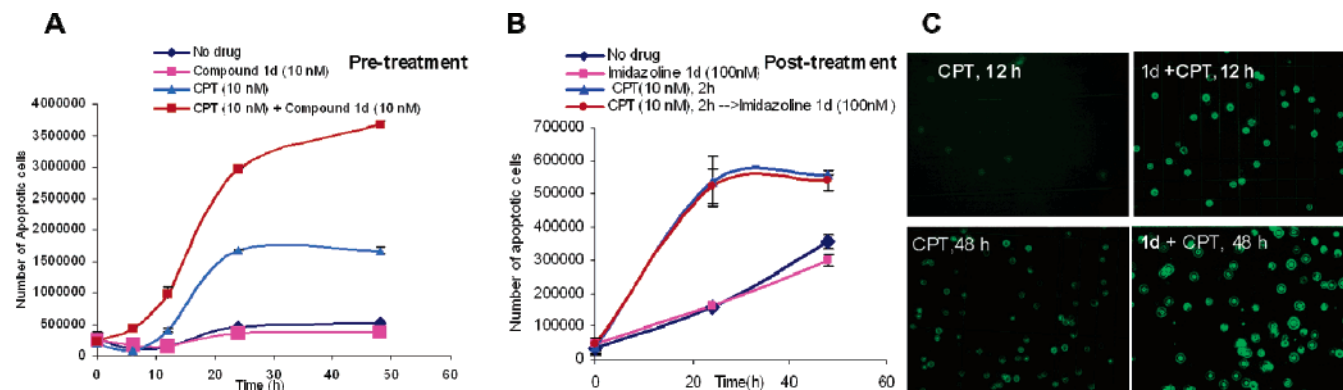 A
No drug
Compound 1d (10 nM)
CPT (10 nM)
CPT (10 nM) + Compound 1d (10 nM)
Pre-treatment
Number of Apoptotic cells
4000000
3500000
3000000
2500000
2000000
1500000
1000000
500000
0
0 10 20 30 40 50 60
Time (h)
B
No drug
Imidazoline 1d (100nM)
CPT(10 nM), 2h
CPT (10 nM), 2h -->Imidazoline 1d (100nM)
Post-treatment
Number of apoptotic cells
700000
600000
500000
400000
300000
200000
100000
0
0 20 40 60
Time(h)
C
CPT, 12 h
1d +CPT, 12 h
CPT,48 h
1d + CPT, 48 h